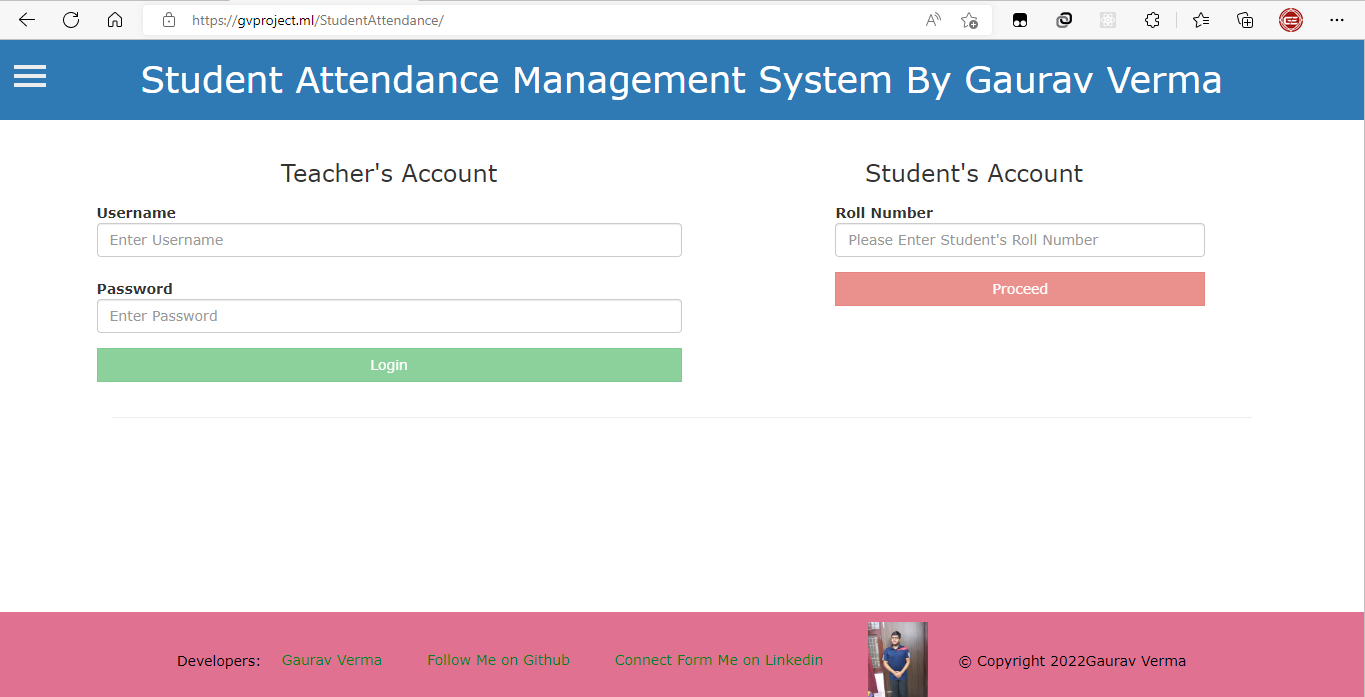 https://gvproject.ml/StudentAttendance/
Student Attendance Management System By Gaurav Verma
Teacher's Account
Username
Enter Username
Password
Enter Password
Login
Student's Account
Roll Number
Please Enter Student's Roll Number
Proceed
Developers: Gaurav Verma Follow Me on Github Connect Form Me on Linkedin © Copyright 2022Gaurav Verma